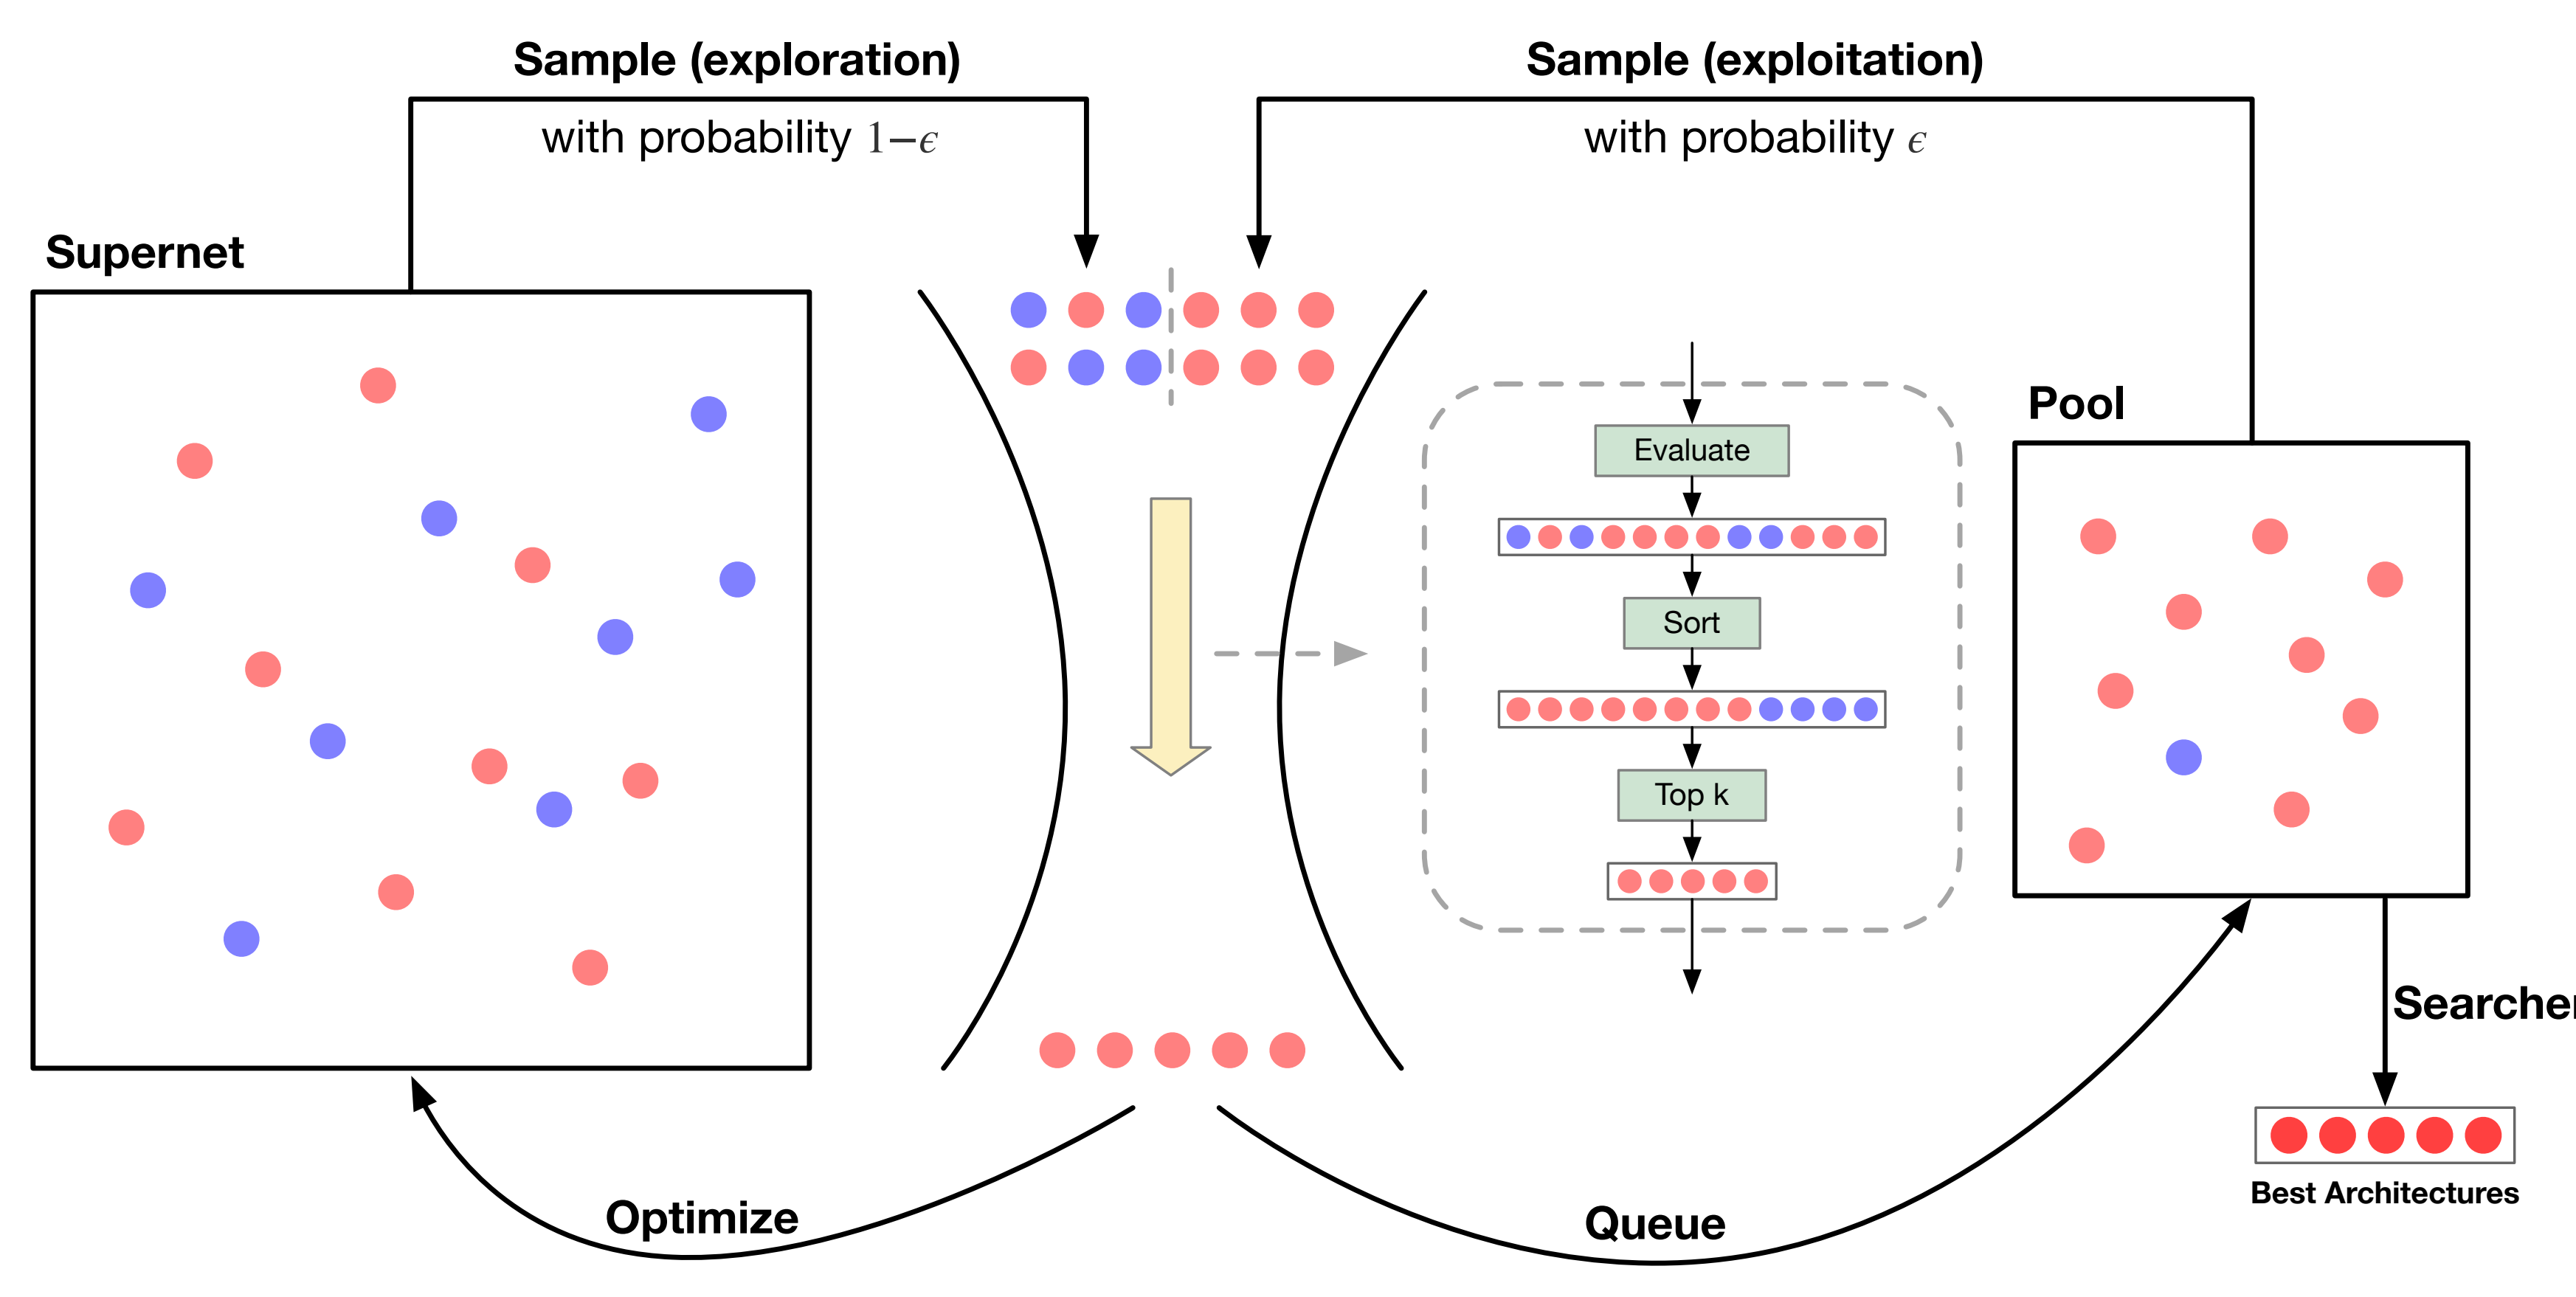 Sample (exploration)
with probability 1−ϵ
Sample (exploitation)
with probability ϵ
Supernet
Pool
Evaluate
Sort
Top k
Searcher
Best Architectures
Optimize
Queue